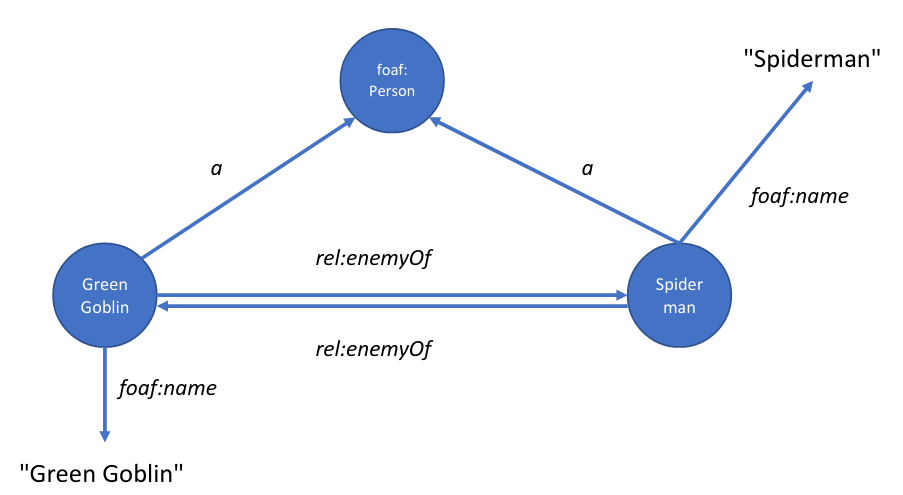 "Spiderman"
foaf:
Person
a
a
foaf:name
rel:enemyOf
Green
Goblin
Spider
man
rel:enemyOf
foaf:name
"Green Goblin"